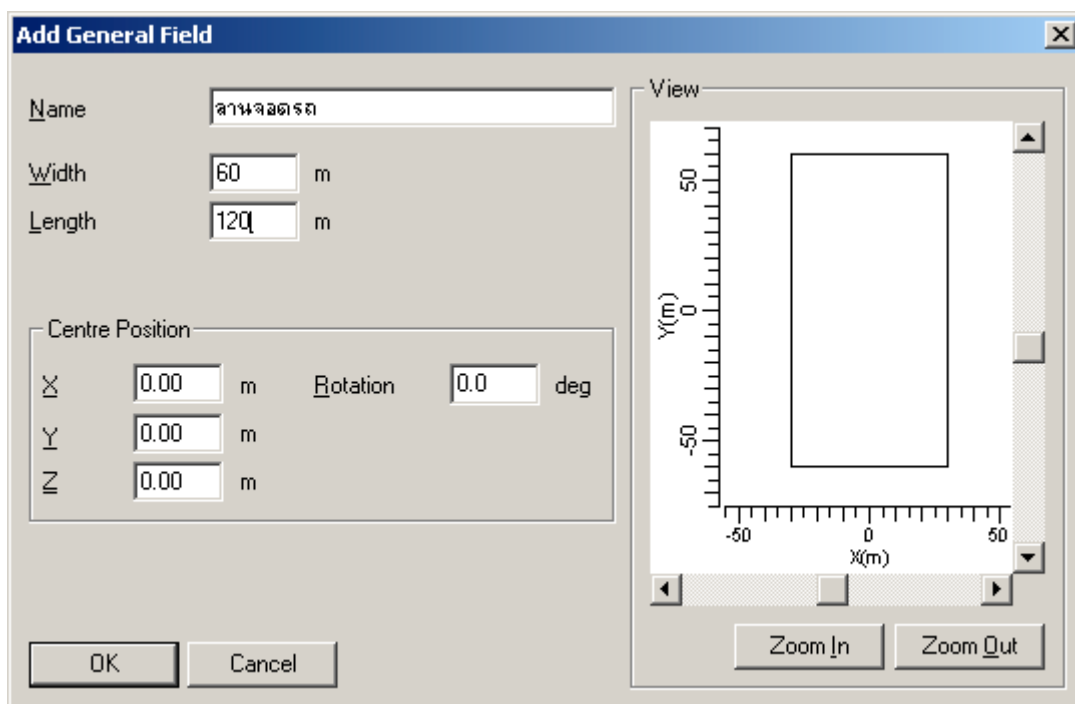 Add General Field
Name ลานจอดรถ
Width 60 m
Length 120 m
Centre Position
X 0.00 m Rotation 0.0 deg
Y 0.00 m
Z 0.00 m
OK Cancel
View
50
0
-50
Y(m)
-50 0 50
X(m)
Zoom In Zoom Out